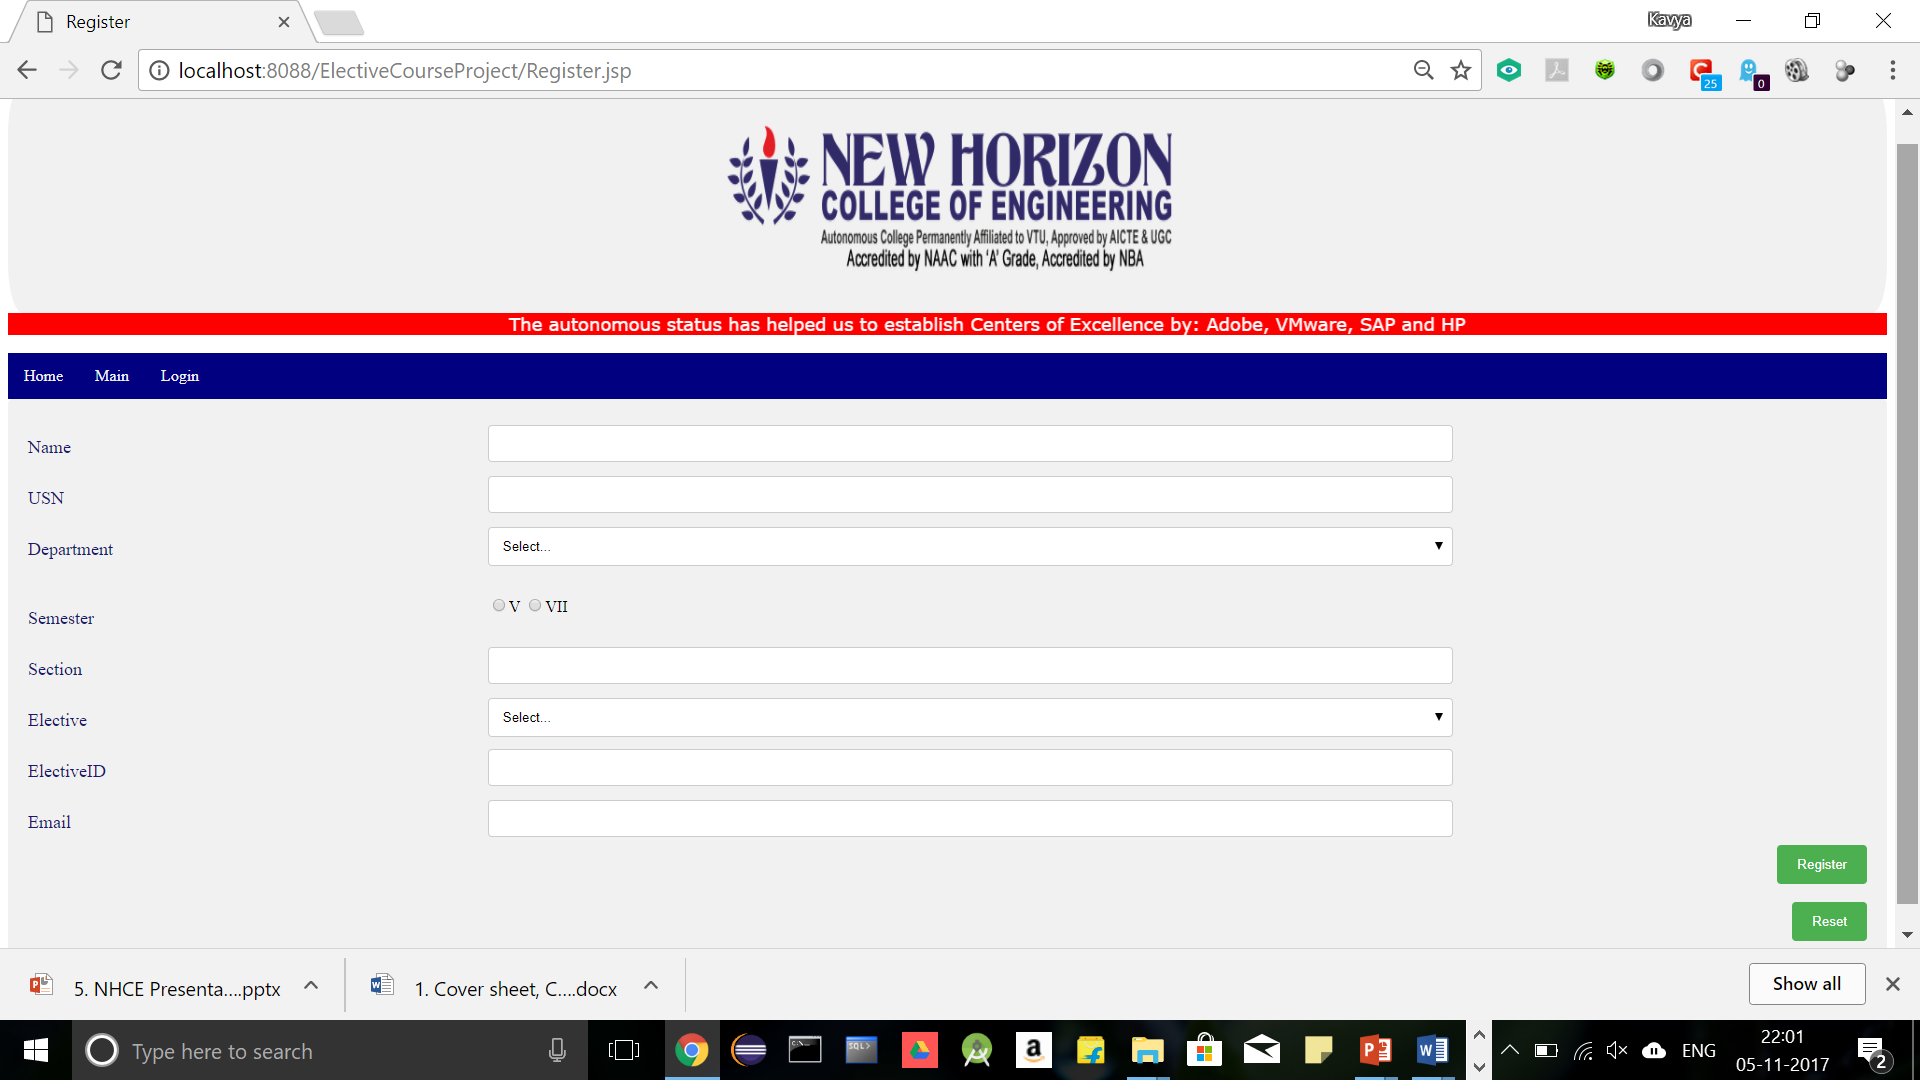 Register
Kavya
localhost:8088/ElectiveCourseProject/Register.jsp
25
0
NEW HORIZON
COLLEGE OF ENGINEERING
Autonomous College Permanently Affiliated to VTU, Approved by AICTE & UGC
Accredited by NAAC with 'A' Grade, Accredited by NBA
The autonomous status has helped us to establish Centers of Excellence by: Adobe, VMware, SAP and HP
Home Main Login
Name
USN
Department Select...
Semester V VII
Section
Elective Select...
ElectiveID
Email
Register
Reset
5. NHCE Presenta....pptx 1. Cover sheet, C....docx Show all
Type here to search
ENG
22:01
05-11-2017
2